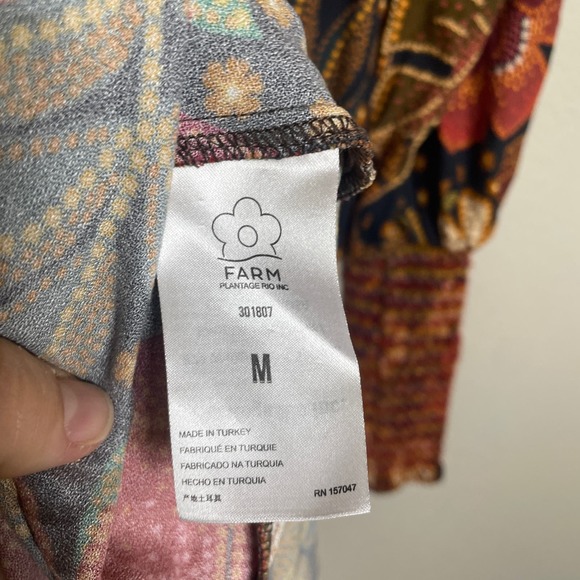 FARM
PLANTAGE RIO INC
301807
M
MADE IN TURKEY
FABRIQUÉ EN TURQUIE
FABRICADO NA TURQUIA
HECHO EN TURQUIA
产地土耳其
RN 157047